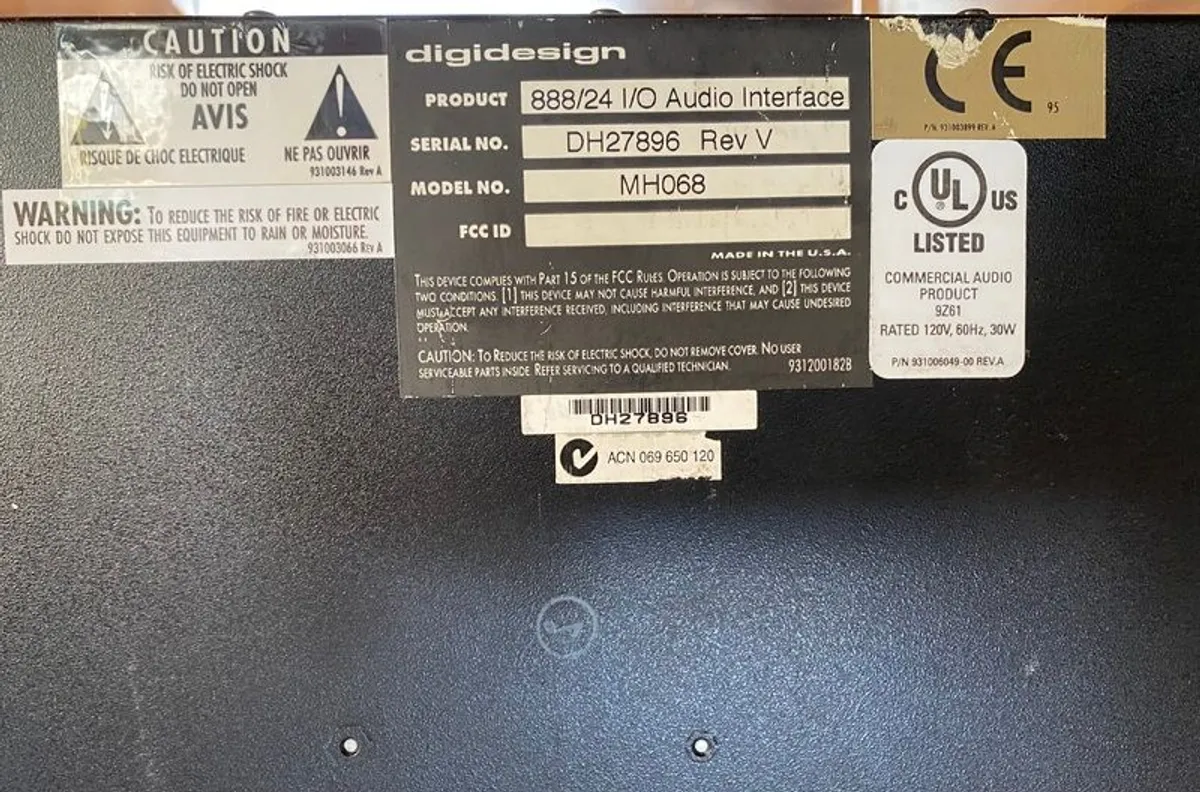 CAUTION
RISK OF ELECTRIC SHOCK
DO NOT OPEN
AVIS
RISQUE DE CHOC ELECTRIQUE
NE PAS OUVRIR
931003146 Rev A
WARNING: TO REDUCE THE RISK OF FIRE OR ELECTRIC
SHOCK DO NOT EXPOSE THIS EQUIPMENT TO RAIN OR MOISTURE.
931003066 Rev A
digidesign
PRODUCT 888/24 I/O Audio Interface
SERIAL NO. DH27896 Rev V
MODEL NO. MH068
FCC ID
MADE IN THE U.S.A.
THIS DEVICE COMPLIES WITH PART 15 OF THE FCC RULES. OPERATION IS SUBJECT TO THE FOLLOWING
TWO CONDITIONS: [1] THIS DEVICE MAY NOT CAUSE HARMFUL INTERFERENCE, AND [2] THIS DEVICE
MUST ACCEPT ANY INTERFERENCE RECEIVED, INCLUDING INTERFERENCE THAT MAY CAUSE UNDESIRED
OPERATION.
CAUTION: TO REDUCE THE RISK OF ELECTRIC SHOCK, DO NOT REMOVE COVER. NO USER
SERVICEABLE PARTS INSIDE. REFER SERVICING TO A QUALIFIED TECHNICIAN.
931200182B
CE
95
P/N 931003899 REV.A
C UL US
®
LISTED
COMMERCIAL AUDIO
PRODUCT
9Z61
RATED 120V, 60Hz, 30W
P/N 931006049-00 REV.A
DH27896
ACN 069 650 120